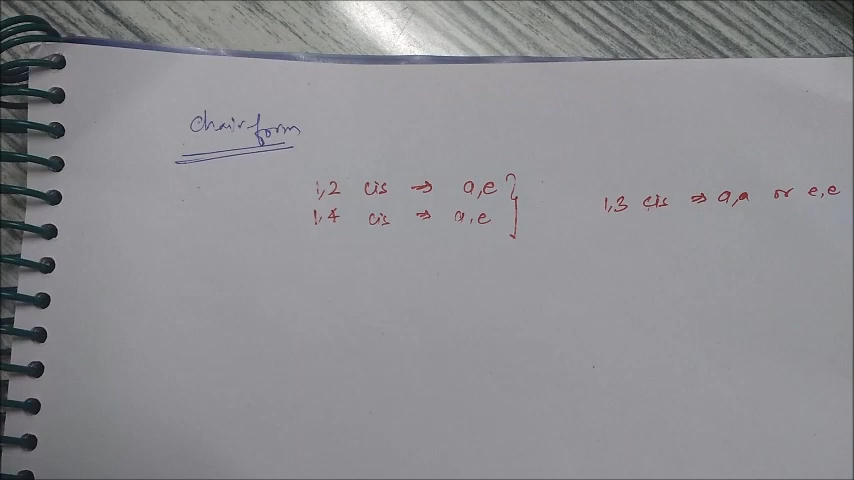 chair form
1,2 cis ⇒ a,e }
1,4 cis ⇒ a,e
1,3 cis ⇒ a,a or e,e